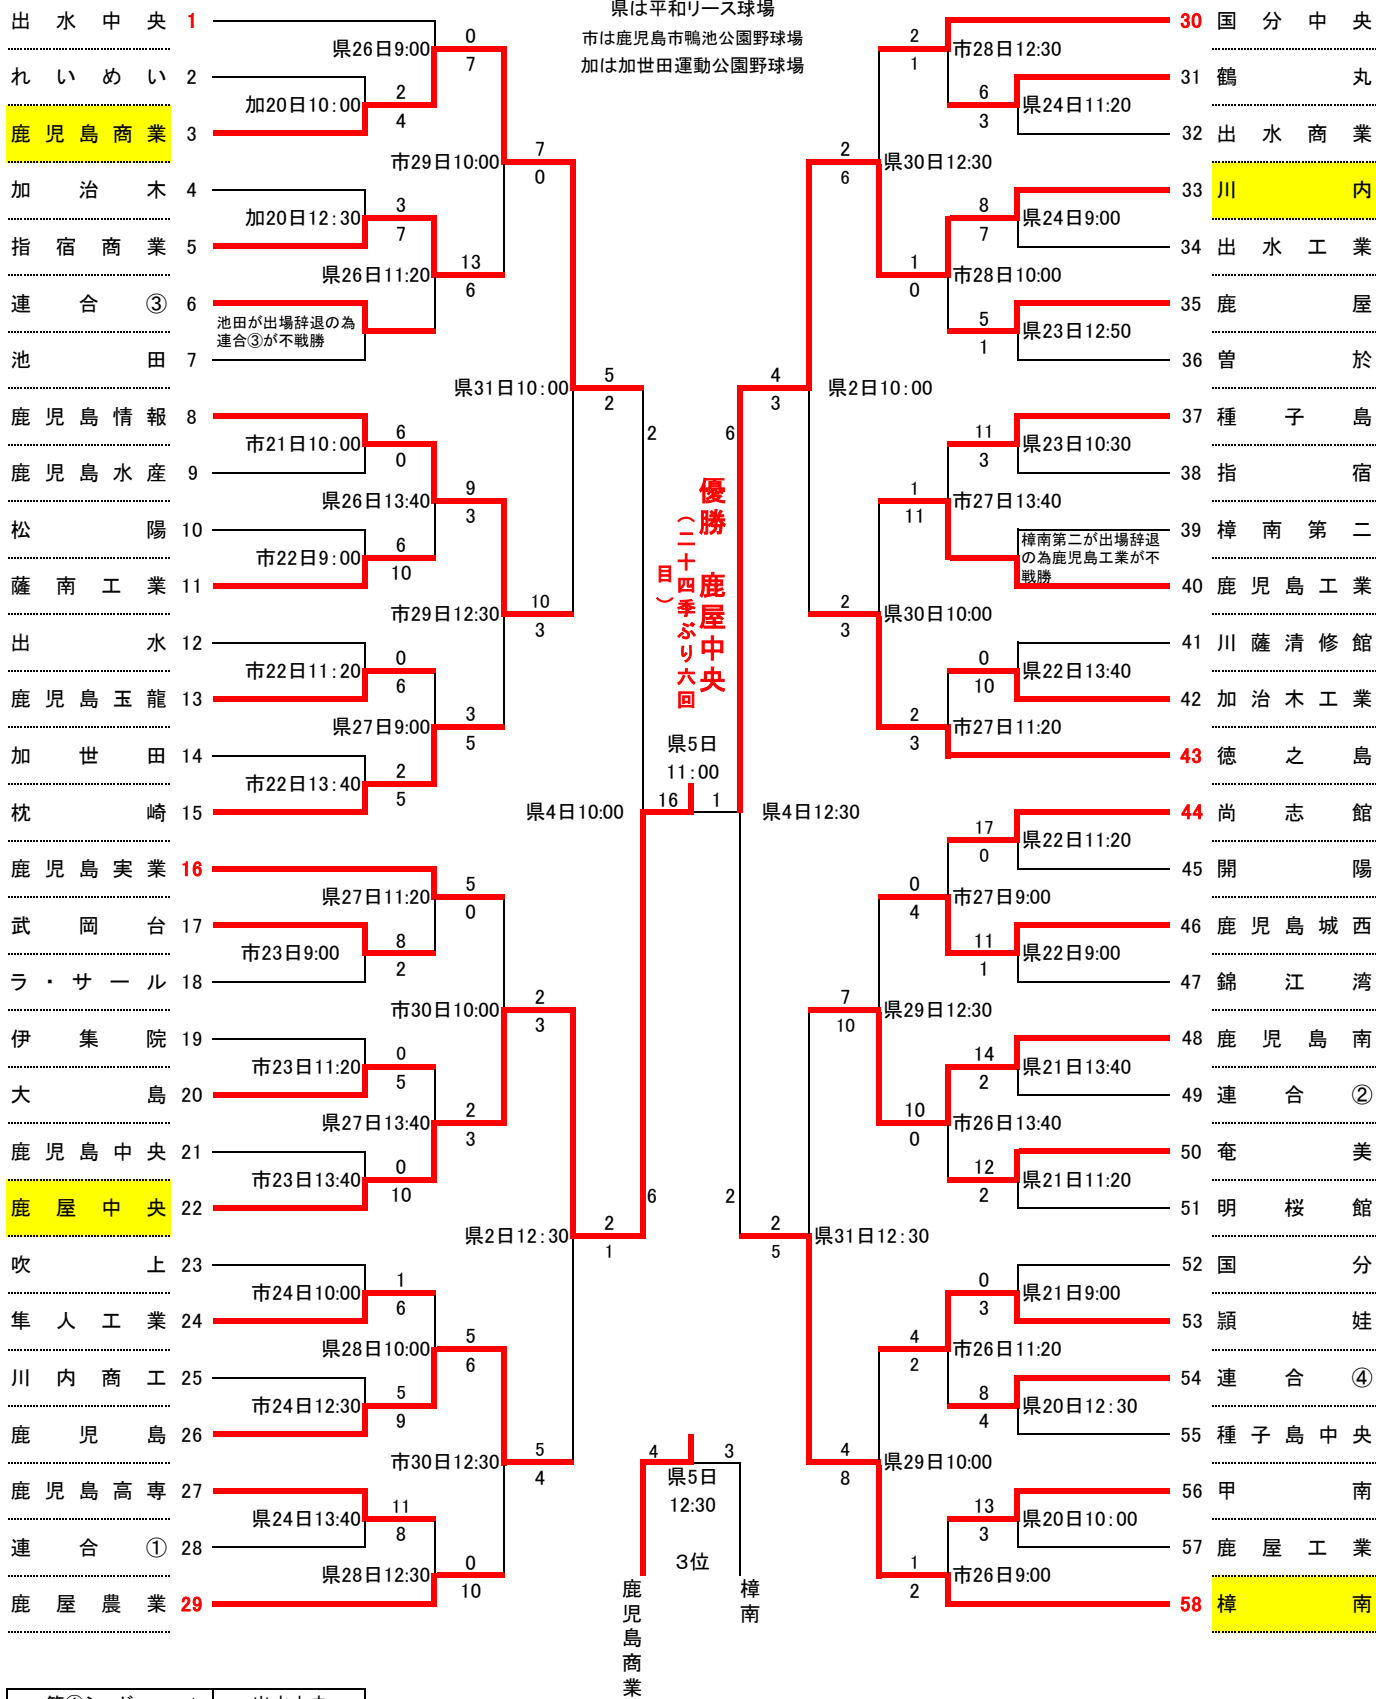 県は平和リース球場
市は鹿児島市鴨池公園野球場
加は加世田運動公園野球場
出水中央 1
れいめい 2
鹿児島商業 3
加治木 4
指宿商業 5
連合③ 6
池田 7
鹿児島情報 8
鹿児島水産 9
松陽 10
薩南工業 11
出水 12
鹿児島玉龍 13
加世田 14
枕崎 15
鹿児島実業 16
武岡台 17
ラ・サール 18
伊集院 19
大島 20
鹿児島中央 21
鹿屋中央 22
吹上 23
隼人工業 24
川内商工 25
鹿児島 26
鹿児島高専 27
連合① 28
鹿屋農業 29
加20日10:00 2 4
加20日12:30 3 7
池田が出場辞退の為
連合③が不戦勝
市21日10:00 6 0
市22日9:00 6 10
市22日11:20 0 6
市22日13:40 2 5
市23日9:00 8 2
市23日11:20 0 5
市23日13:40 0 10
市24日10:00 1 6
市24日12:30 5 9
県24日13:40 11 8
県26日9:00 0 7
県26日11:20 13 6
県26日13:40 9 3
県27日9:00 3 5
県27日11:20 5 0
県27日13:40 2 3
県28日10:00 5 6
県28日12:30 0 10
市29日10:00 7 0
市29日12:30 10 3
市30日10:00 2 3
市30日12:30 5 4
県31日10:00 5 2
県2日12:30 2 1
県4日10:00 2 6
優勝 鹿屋中央
(二十四季ぶり六回
目)
県5日
11:00
16 1
県4日12:30 6 2
県2日10:00 4 3
県31日12:30 2 5
県30日12:30 2 6
県30日10:00 2 3
県29日12:30 7 10
県29日10:00 4 8
市28日12:30 2 1
市28日10:00 1 0
市27日13:40 1 11
市27日11:20 2 3
市27日9:00 0 4
市26日13:40 10 0
市26日11:20 4 2
市26日9:00 1 2
県24日11:20 6 3
県24日9:00 8 7
県23日12:50 5 1
県23日10:30 11 3
樟南第二が出場辞退
の為鹿児島工業が不
戦勝
県22日13:40 0 10
県22日11:20 17 0
県22日9:00 11 1
県21日13:40 14 2
県21日11:20 12 2
県21日9:00 0 3
県20日12:30 8 4
県20日10:00 13 3
30 国分中央
31 鶴丸
32 出水商業
33 川内
34 出水工業
35 鹿屋
36 曽於
37 種子島
38 指宿
39 樟南第二
40 鹿児島工業
41 川薩清修館
42 加治木工業
43 徳之島
44 尚志館
45 開陽
46 鹿児島城西
47 錦江湾
48 鹿児島南
49 連合②
50 奄美
51 明桜館
52 国分
53 頴娃
54 連合④
55 種子島中央
56 甲南
57 鹿屋工業
58 樟南
4 3
県5日
12:30
3位
鹿児島商業
樟南